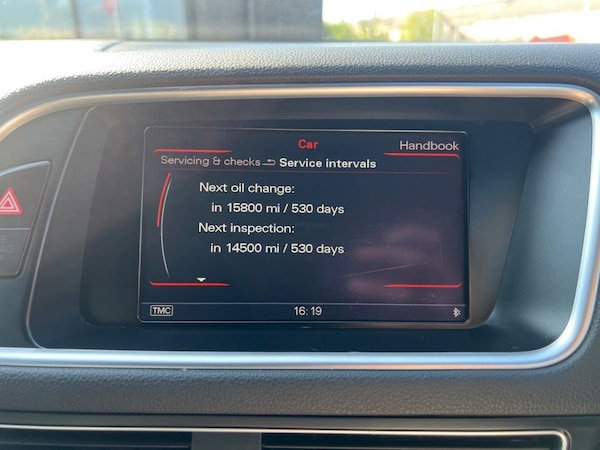 Car
Handbook
Servicing & checks Service intervals
Next oil change:
in 15800 mi / 530 days
Next inspection:
in 14500 mi / 530 days
TMC
16:19